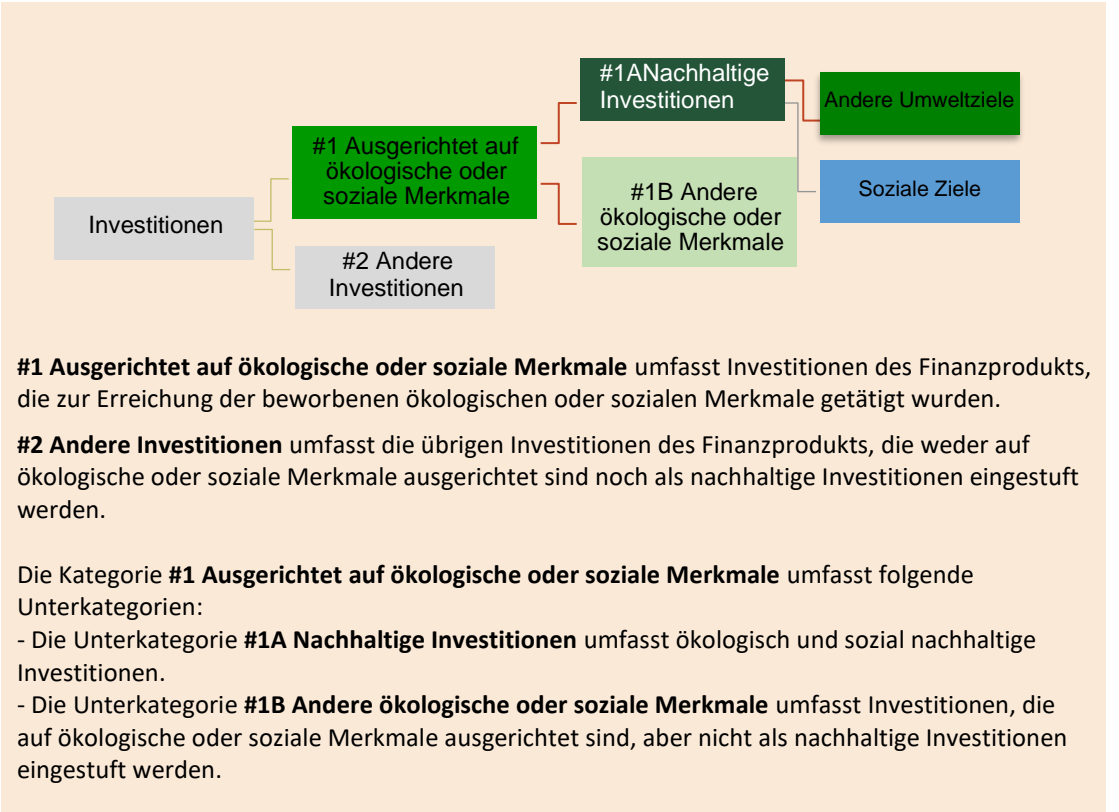 #1ANachhaltige
Investitionen
Andere Umweltziele
#1 Ausgerichtet auf
ökologische oder
soziale Merkmale
#1B Andere
ökologische oder
soziale Merkmale
Soziale Ziele
Investitionen
#2 Andere
Investitionen
#1 Ausgerichtet auf ökologische oder soziale Merkmale umfasst Investitionen des Finanzprodukts,
die zur Erreichung der beworbenen ökologischen oder sozialen Merkmale getätigt wurden.
#2 Andere Investitionen umfasst die übrigen Investitionen des Finanzprodukts, die weder auf
ökologische oder soziale Merkmale ausgerichtet sind noch als nachhaltige Investitionen eingestuft
werden.
Die Kategorie #1 Ausgerichtet auf ökologische oder soziale Merkmale umfasst folgende
Unterkategorien:
- Die Unterkategorie #1A Nachhaltige Investitionen umfasst ökologisch und sozial nachhaltige
Investitionen.
- Die Unterkategorie #1B Andere ökologische oder soziale Merkmale umfasst Investitionen, die
auf ökologische oder soziale Merkmale ausgerichtet sind, aber nicht als nachhaltige Investitionen
eingestuft werden.